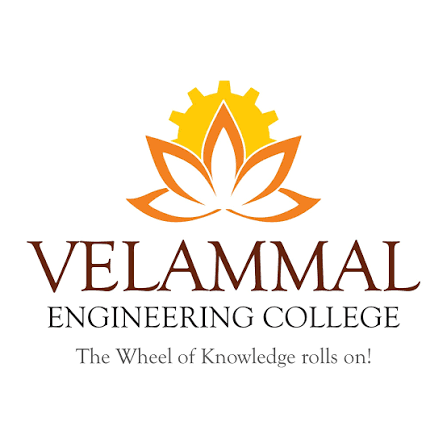 VELAMMAL
ENGINEERING COLLEGE
The Wheel of Knowledge rolls on!